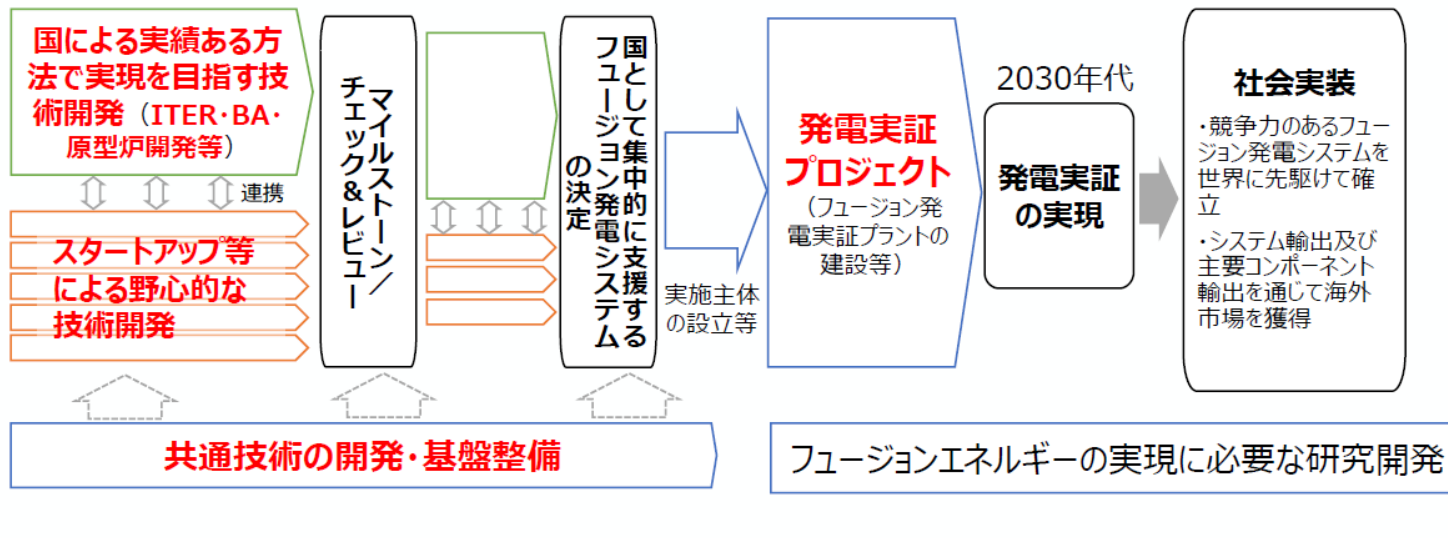 国による実績ある方
法で実現を目指す技
術開発（ITER・BA・
原型炉開発等）
連携
スタートアップ等
による野心的な
技術開発
マイルストーン／
チェック&レビュー
国として集中的に支援する
フュージョン発電システム
の決定
実施主体
の設立等
発電実証
プロジェクト
（フュージョン発
電実証プラントの
建設等）
2030年代
発電実証
の実現
社会実装
・競争力のあるフュー
ジョン発電システムを
世界に先駆けて確
立
・システム輸出及び
主要コンポーネント
輸出を通じて海外
市場を獲得
共通技術の開発・基盤整備
フュージョンエネルギーの実現に必要な研究開発